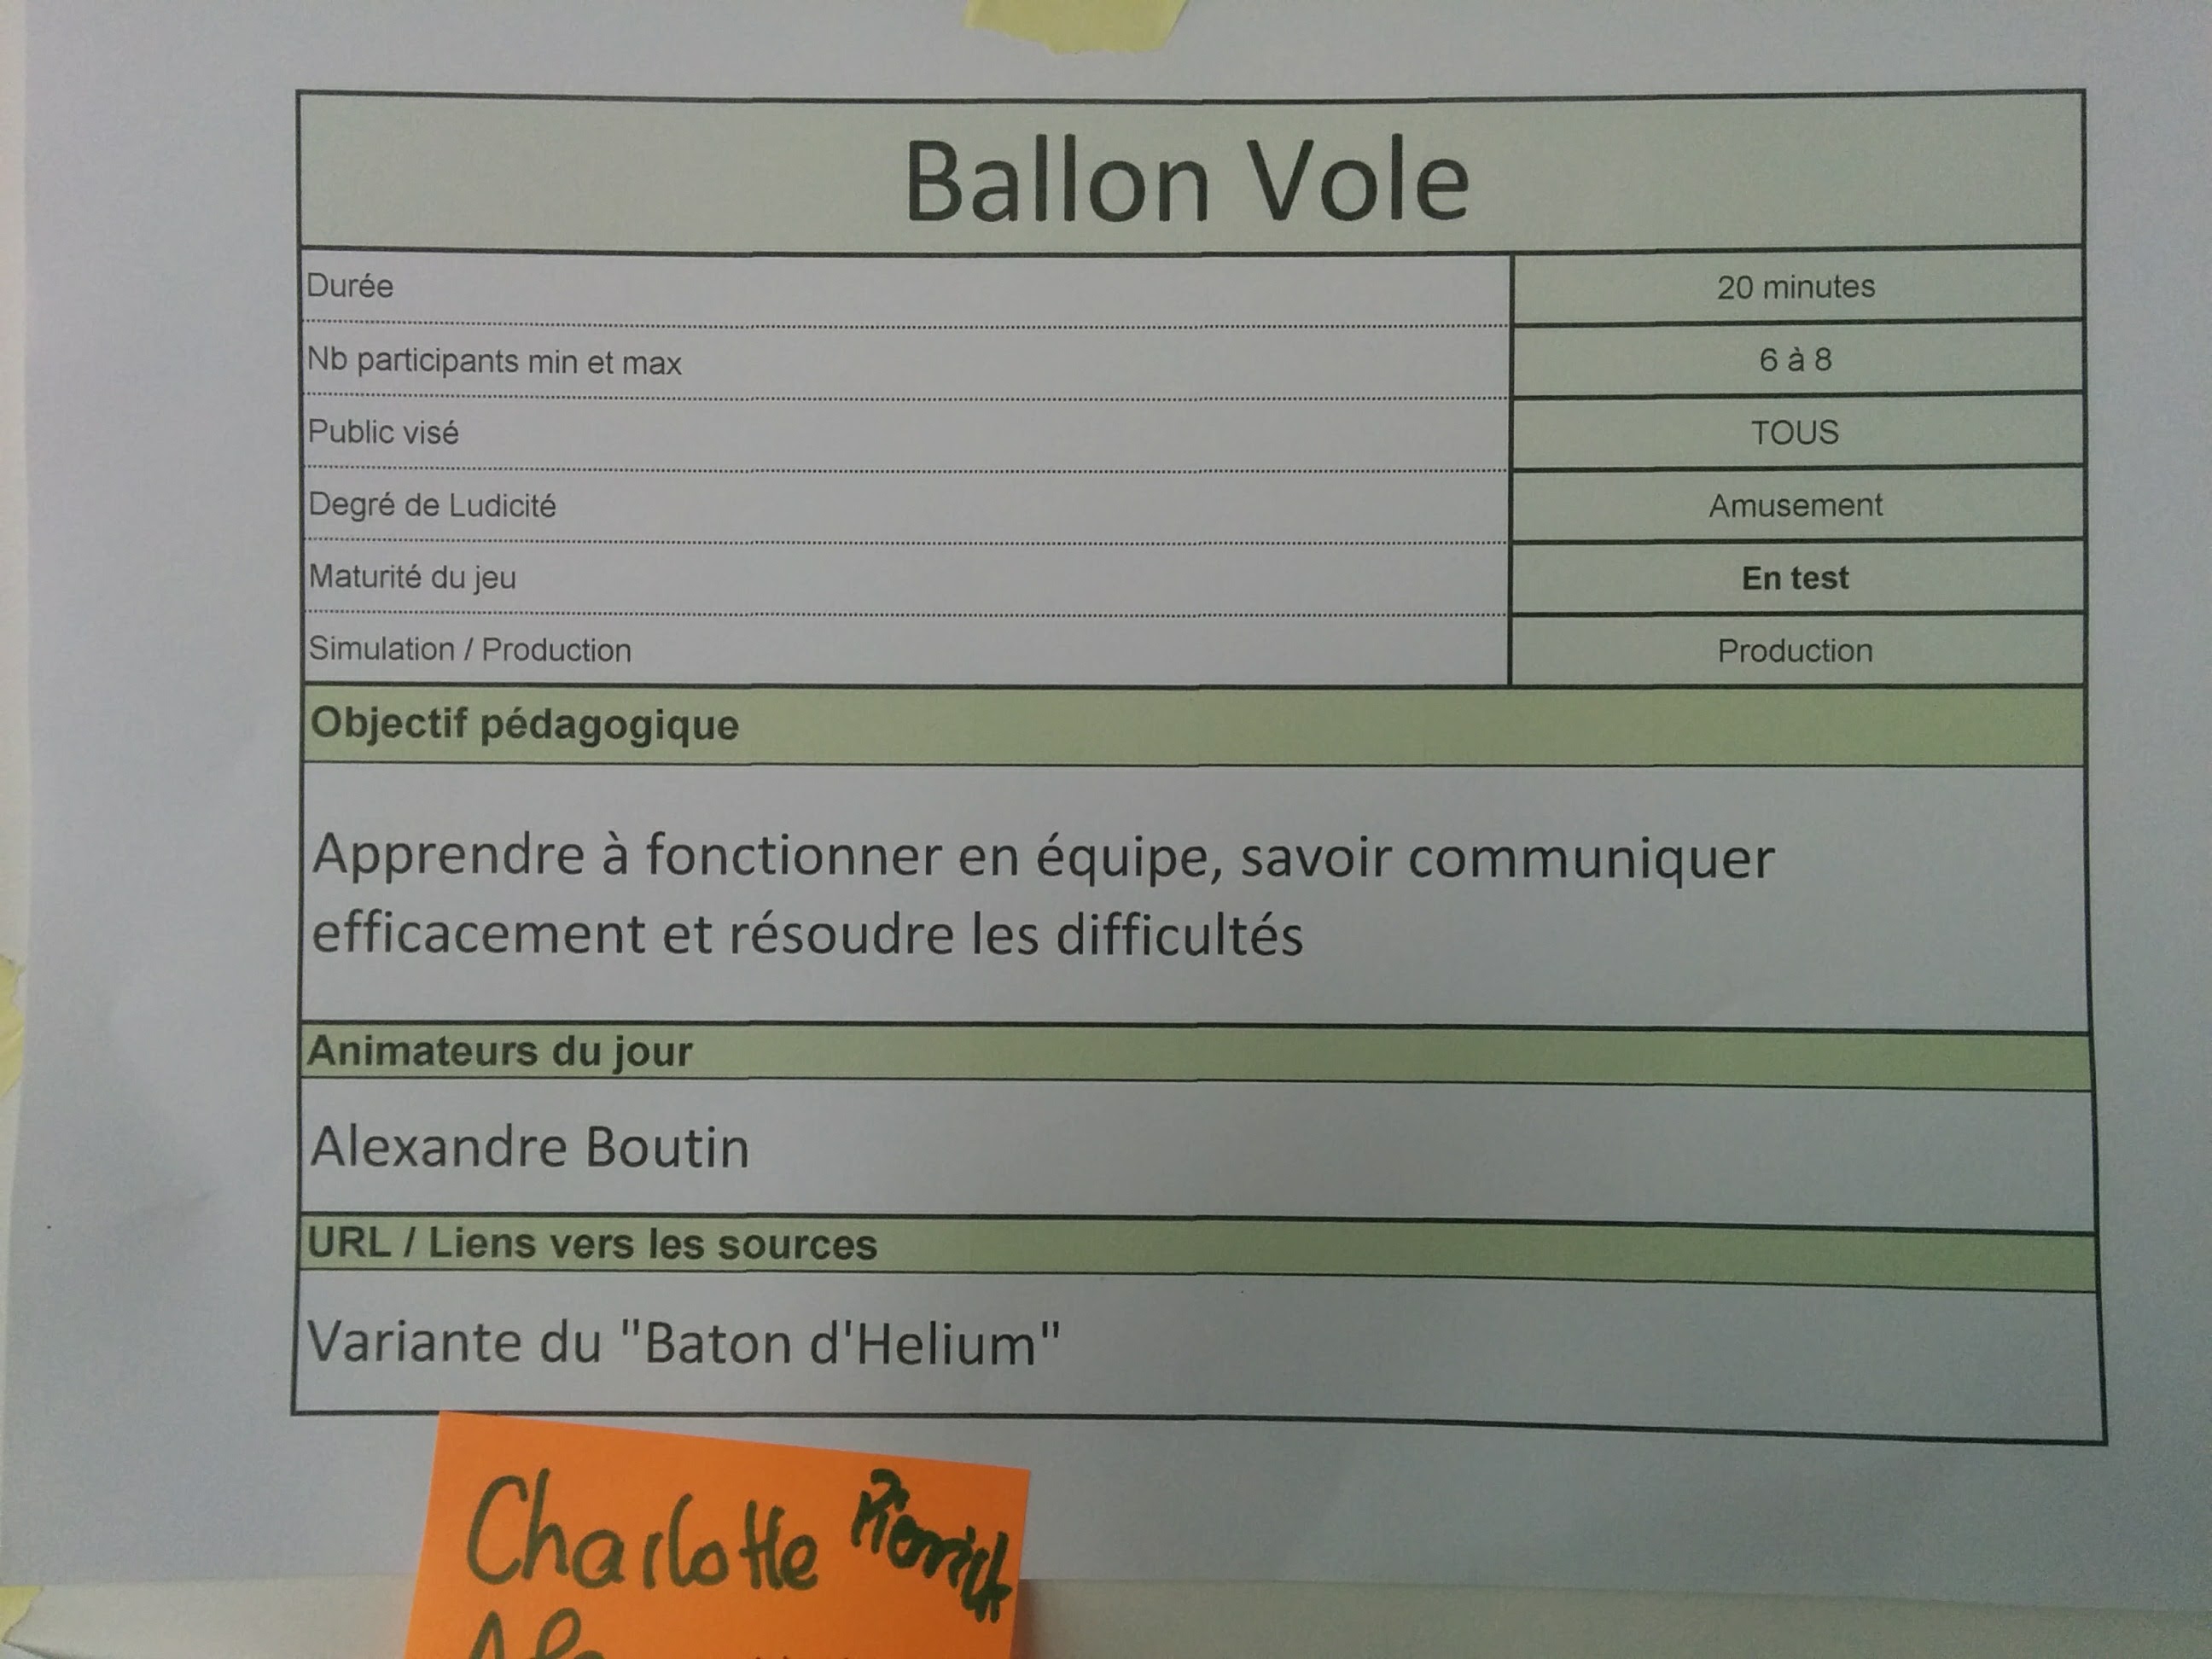 Ballon Vole
Durée 20 minutes
Nb participants min et max 6 à 8
Public visé TOUS
Degré de Ludicité Amusement
Maturité du jeu En test
Simulation / Production Production
Objectif pédagogique
Apprendre à fonctionner en équipe, savoir communiquer
efficacement et résoudre les difficultés
Animateurs du jour
Alexandre Boutin
URL / Liens vers les sources
Variante du "Baton d'Helium"
Charlotte